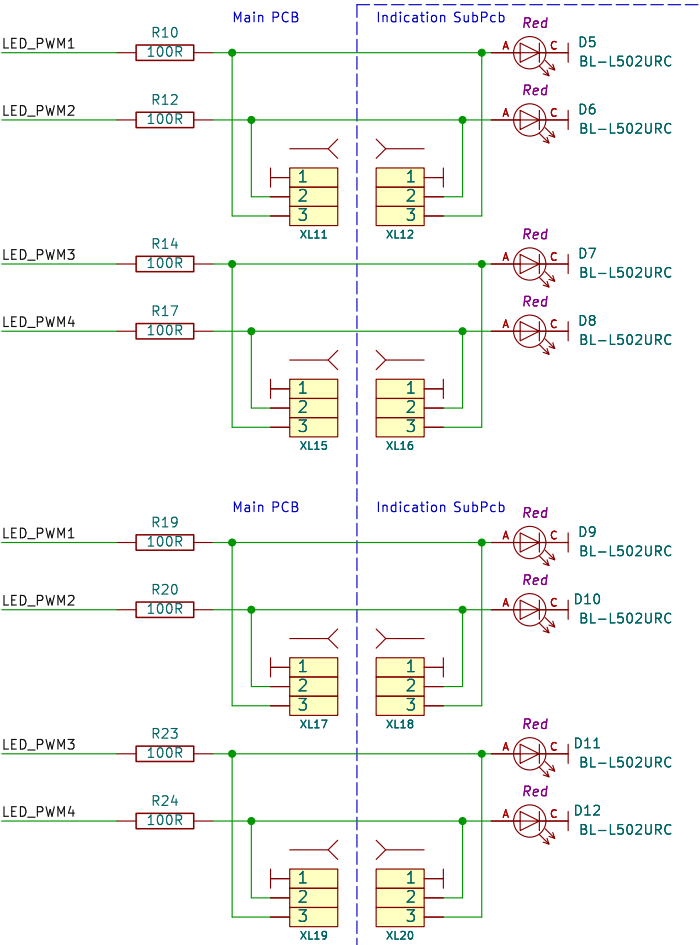 Main PCB
Indication SubPcb
Red
LED_PWM1
R10
100R
A
C
D5
BL-L502URC
Red
LED_PWM2
R12
100R
A
C
D6
BL-L502URC
1
1
2
2
3
3
XL11
XL12
Red
LED_PWM3
R14
100R
A
C
D7
BL-L502URC
Red
LED_PWM4
R17
100R
A
C
D8
BL-L502URC
1
1
2
2
3
3
XL15
XL16
Main PCB
Indication SubPcb
Red
LED_PWM1
R19
100R
A
C
D9
BL-L502URC
Red
LED_PWM2
R20
100R
A
C
D10
BL-L502URC
1
1
2
2
3
3
XL17
XL18
Red
LED_PWM3
R23
100R
A
C
D11
BL-L502URC
Red
LED_PWM4
R24
100R
A
C
D12
BL-L502URC
1
1
2
2
3
3
XL19
XL20